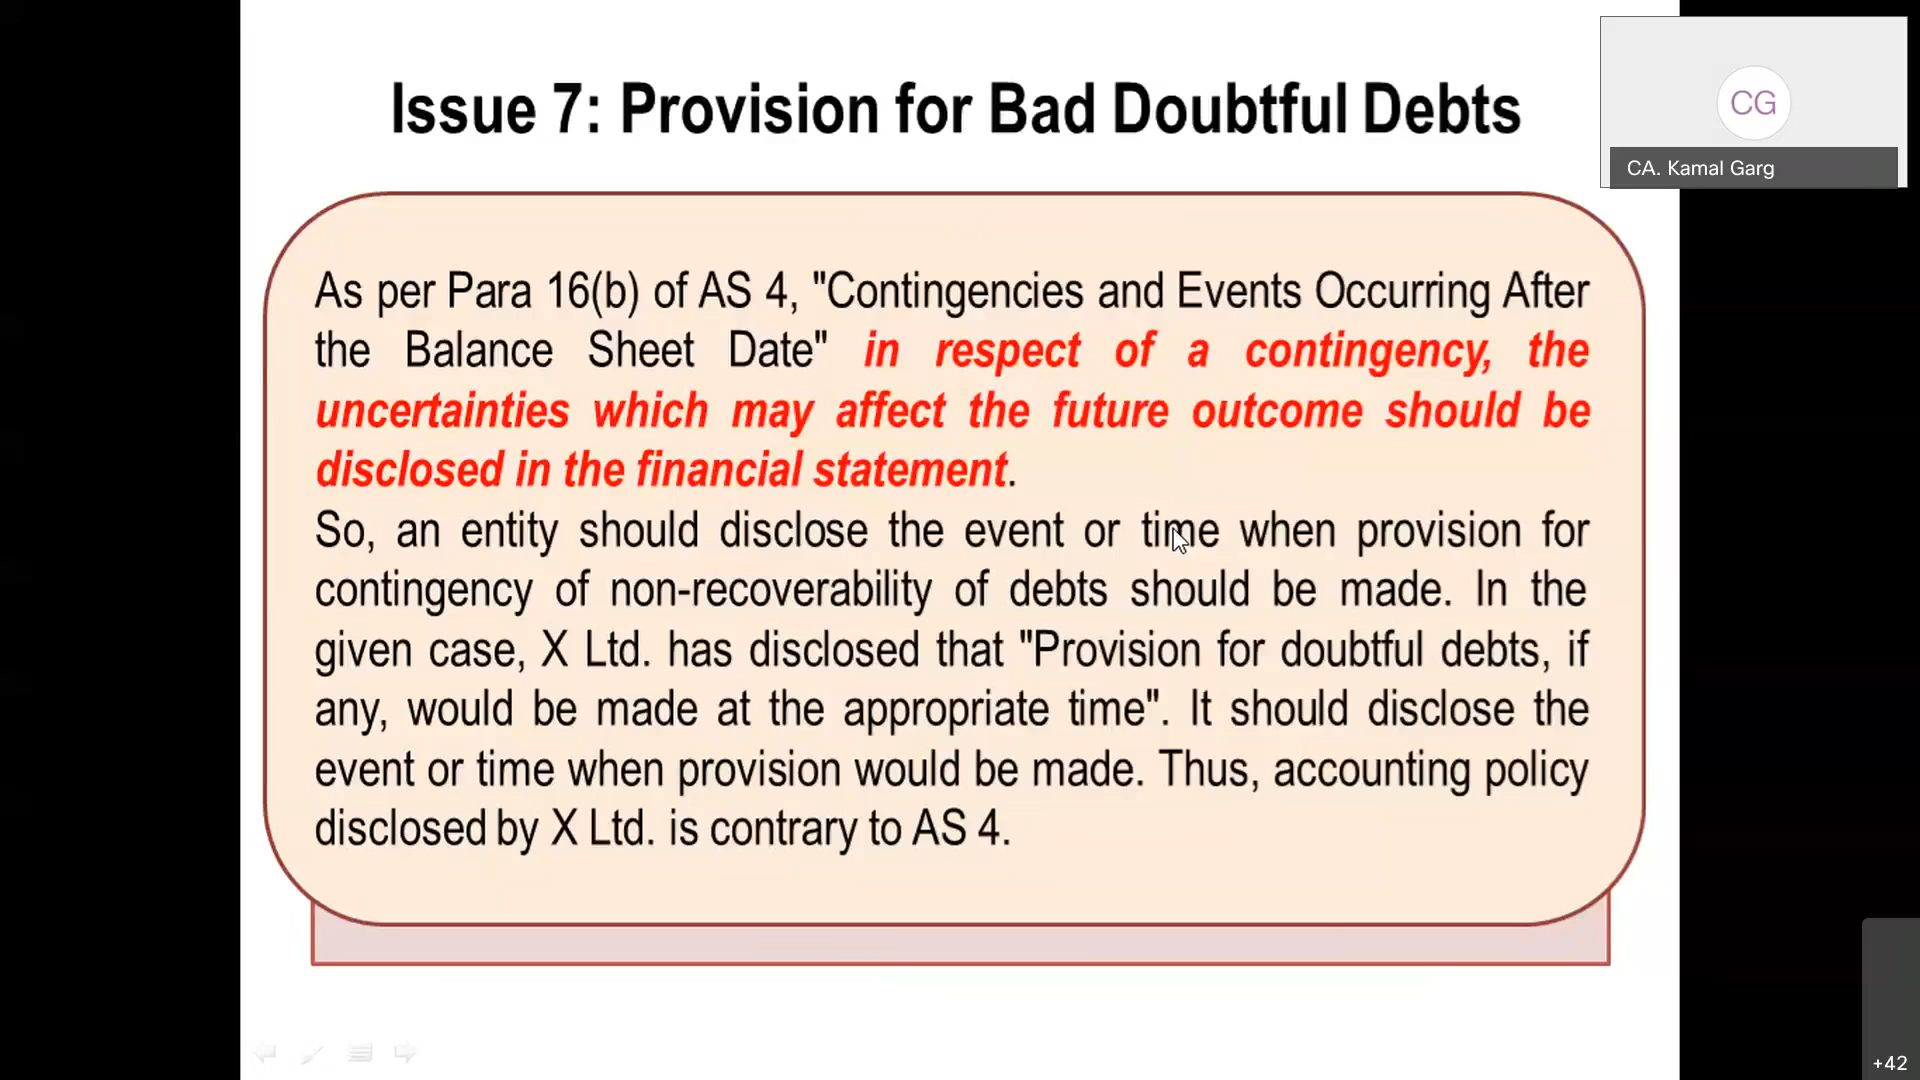 Issue 7: Provision for Bad Doubtful Debts
CG
CA. Kamal Garg
As per Para 16(b) of AS 4, "Contingencies and Events Occurring After
the Balance Sheet Date" in respect of a contingency, the
uncertainties which may affect the future outcome should be
disclosed in the financial statement.
So, an entity should disclose the event or time when provision for
contingency of non-recoverability of debts should be made. In the
given case, X Ltd. has disclosed that "Provision for doubtful debts, if
any, would be made at the appropriate time". It should disclose the
event or time when provision would be made. Thus, accounting policy
disclosed by X Ltd. is contrary to AS 4.
+42